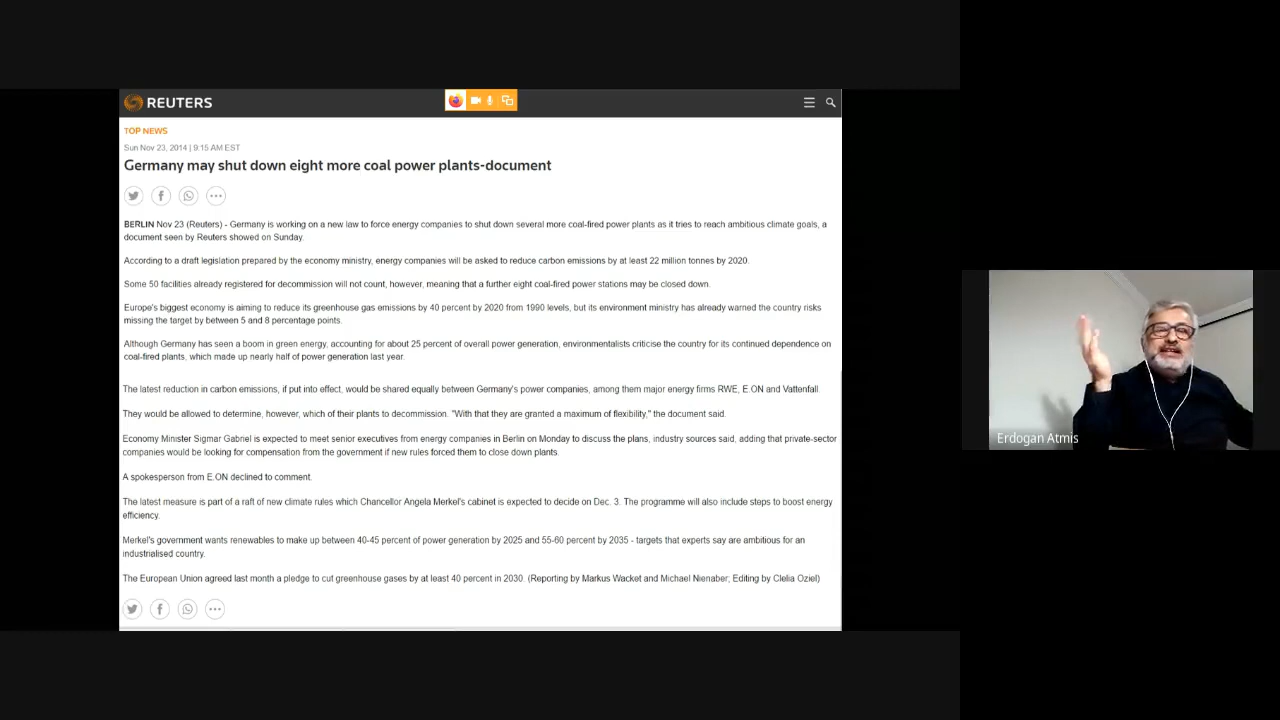 REUTERS
TOP NEWS
Sun Nov 23, 2014 | 9:15 AM EST
Germany may shut down eight more coal power plants-document
BERLIN Nov 23 (Reuters) - Germany is working on a new law to force energy companies to shut down several more coal-fired power plants as it tries to reach ambitious climate goals, a
document seen by Reuters showed on Sunday.
According to a draft legislation prepared by the economy ministry, energy companies will be asked to reduce carbon emissions by at least 22 million tonnes by 2020.
Some 50 facilities already registered for decommission will not count, however, meaning that a further eight coal-fired power stations may be closed down.
Europe's biggest economy is aiming to reduce its greenhouse gas emissions by 40 percent by 2020 from 1990 levels, but its environment ministry has already warned the country risks
missing the target by between 5 and 8 percentage points.
Although Germany has seen a boom in green energy, accounting for about 25 percent of overall power generation, environmentalists criticise the country for its continued dependence on
coal-fired plants, which made up nearly half of power generation last year.
The latest reduction in carbon emissions, if put into effect, would be shared equally between Germany's power companies, among them major energy firms RWE, E.ON and Vattenfall.
They would be allowed to determine, however, which of their plants to decommission. "With that they are granted a maximum of flexibility," the document said.
Economy Minister Sigmar Gabriel is expected to meet senior executives from energy companies in Berlin on Monday to discuss the plans, industry sources said, adding that private-sector
companies would be looking for compensation from the government if new rules forced them to close down plants.
A spokesperson from E.ON declined to comment.
The latest measure is part of a raft of new climate rules which Chancellor Angela Merkel's cabinet is expected to decide on Dec. 3. The programme will also include steps to boost energy
efficiency.
Merkel's government wants renewables to make up between 40-45 percent of power generation by 2025 and 55-60 percent by 2035 - targets that experts say are ambitious for an
industrialised country.
The European Union agreed last month a pledge to cut greenhouse gases by at least 40 percent in 2030. (Reporting by Markus Wacket and Michael Nienaber; Editing by Clelia Oziel)
Erdogan Atmis